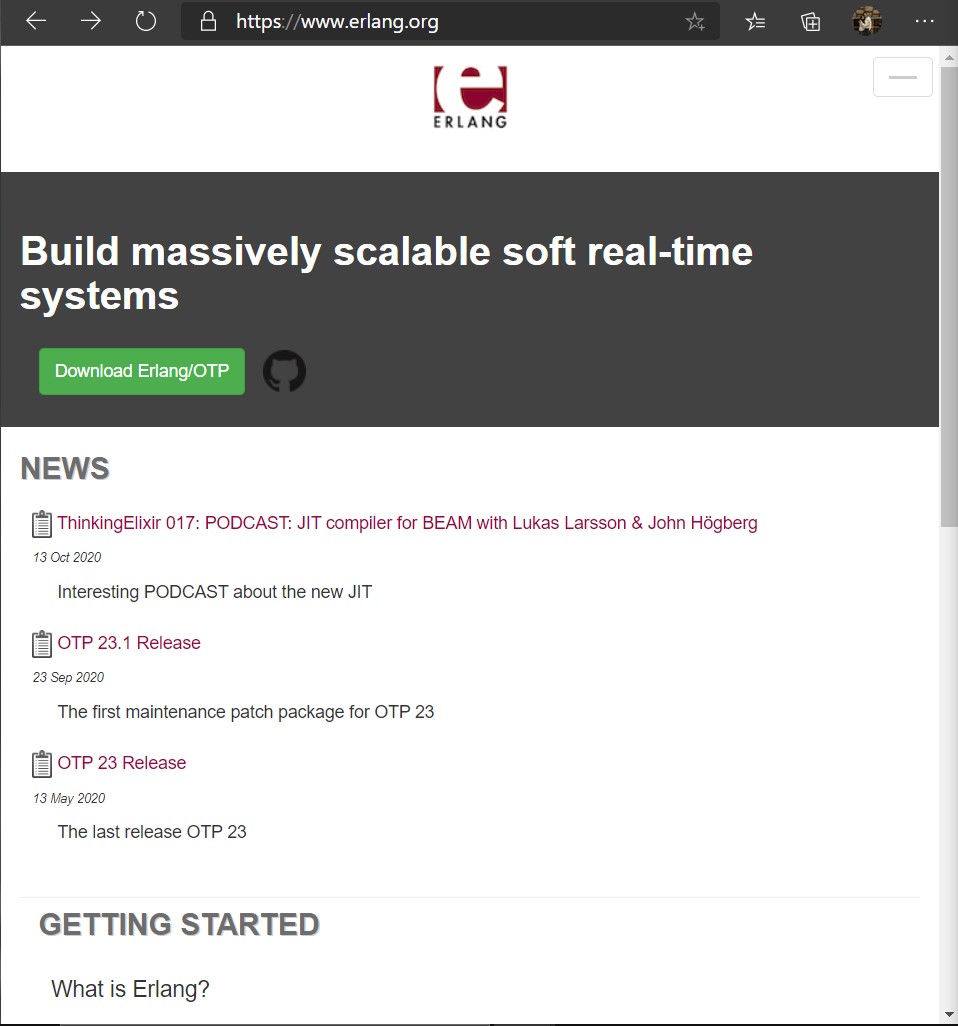 https://www.erlang.org
ERLANG
Build massively scalable soft real-time
systems
Download Erlang/OTP
NEWS
ThinkingElixir 017: PODCAST: JIT compiler for BEAM with Lukas Larsson & John Högberg
13 Oct 2020
Interesting PODCAST about the new JIT
OTP 23.1 Release
23 Sep 2020
The first maintenance patch package for OTP 23
OTP 23 Release
13 May 2020
The last release OTP 23
GETTING STARTED
What is Erlang?